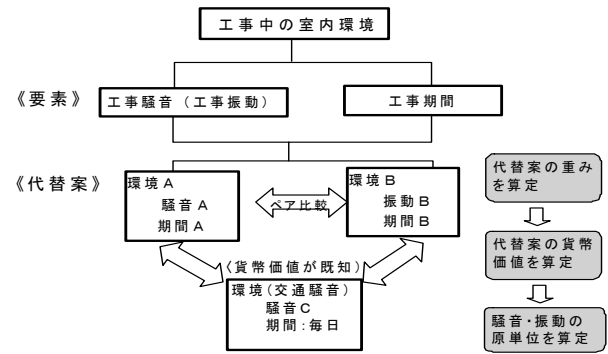 工事中の室内環境
《要素》
工事騒音（工事振動）
工事期間
《代替案》
環境A
騒音A
期間A
ペア比較
環境B
振動B
期間B
〈貨幣価値が既知〉
環境(交通騒音)
騒音C
期間:毎日
代替案の重み
を算定
代替案の貨幣
価値を算定
騒音・振動の
原単位を算定